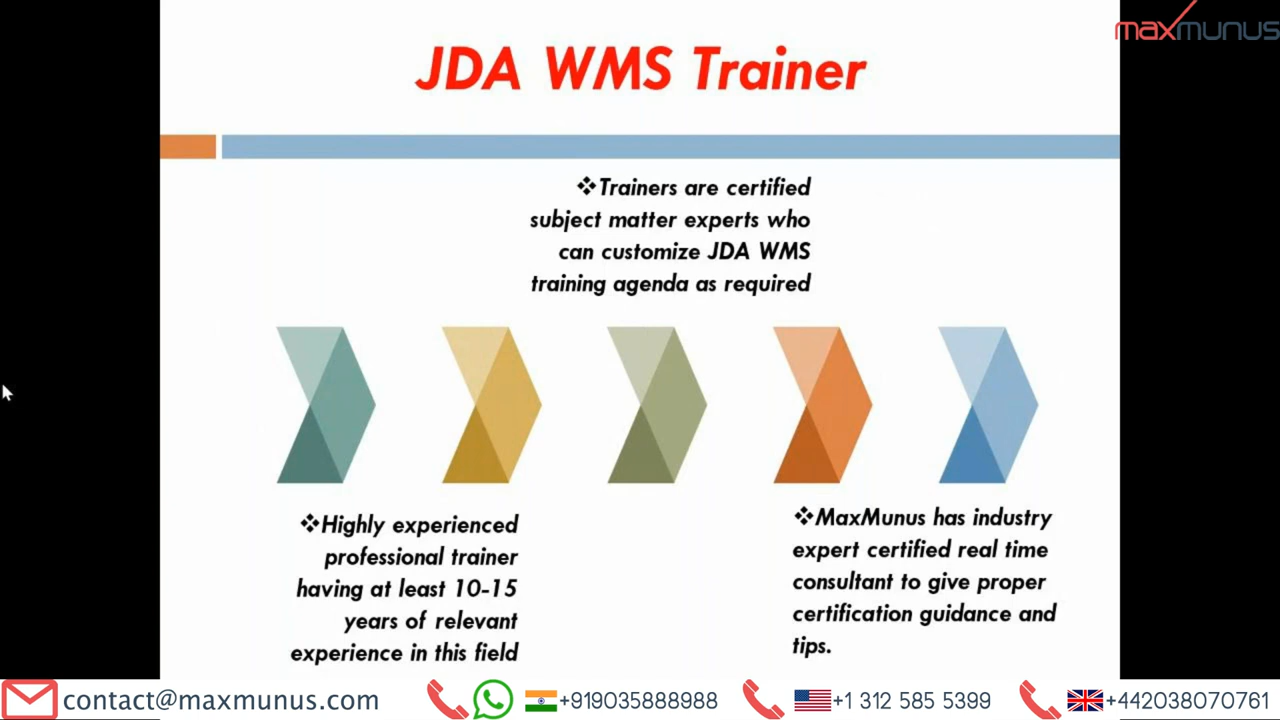 maxmunus
JDA WMS Trainer
❖Trainers are certified
subject matter experts who
can customize JDA WMS
training agenda as required
❖Highly experienced
professional trainer
having at least 10-15
years of relevant
experience in this field
❖MaxMunus has industry
expert certified real time
consultant to give proper
certification guidance and
tips.
contact@maxmunus.com +919035888988 +1 312 585 5399 +442038070761